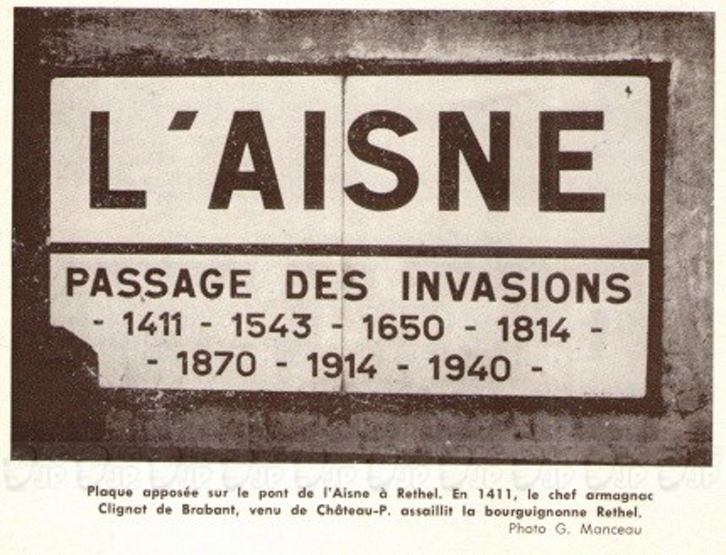 L'AISNE
PASSAGE DES INVASIONS
- 1411 - 1543 - 1650 - 1814 -
- 1870 - 1914 - 1940 -
Plaque apposée sur le pont de l'Aisne à Rethel. En 1411, le chef armagnac
Clignat de Brabant, venu de Château-P. assaillit la bourguignonne Rethel.
Photo G. Manceau